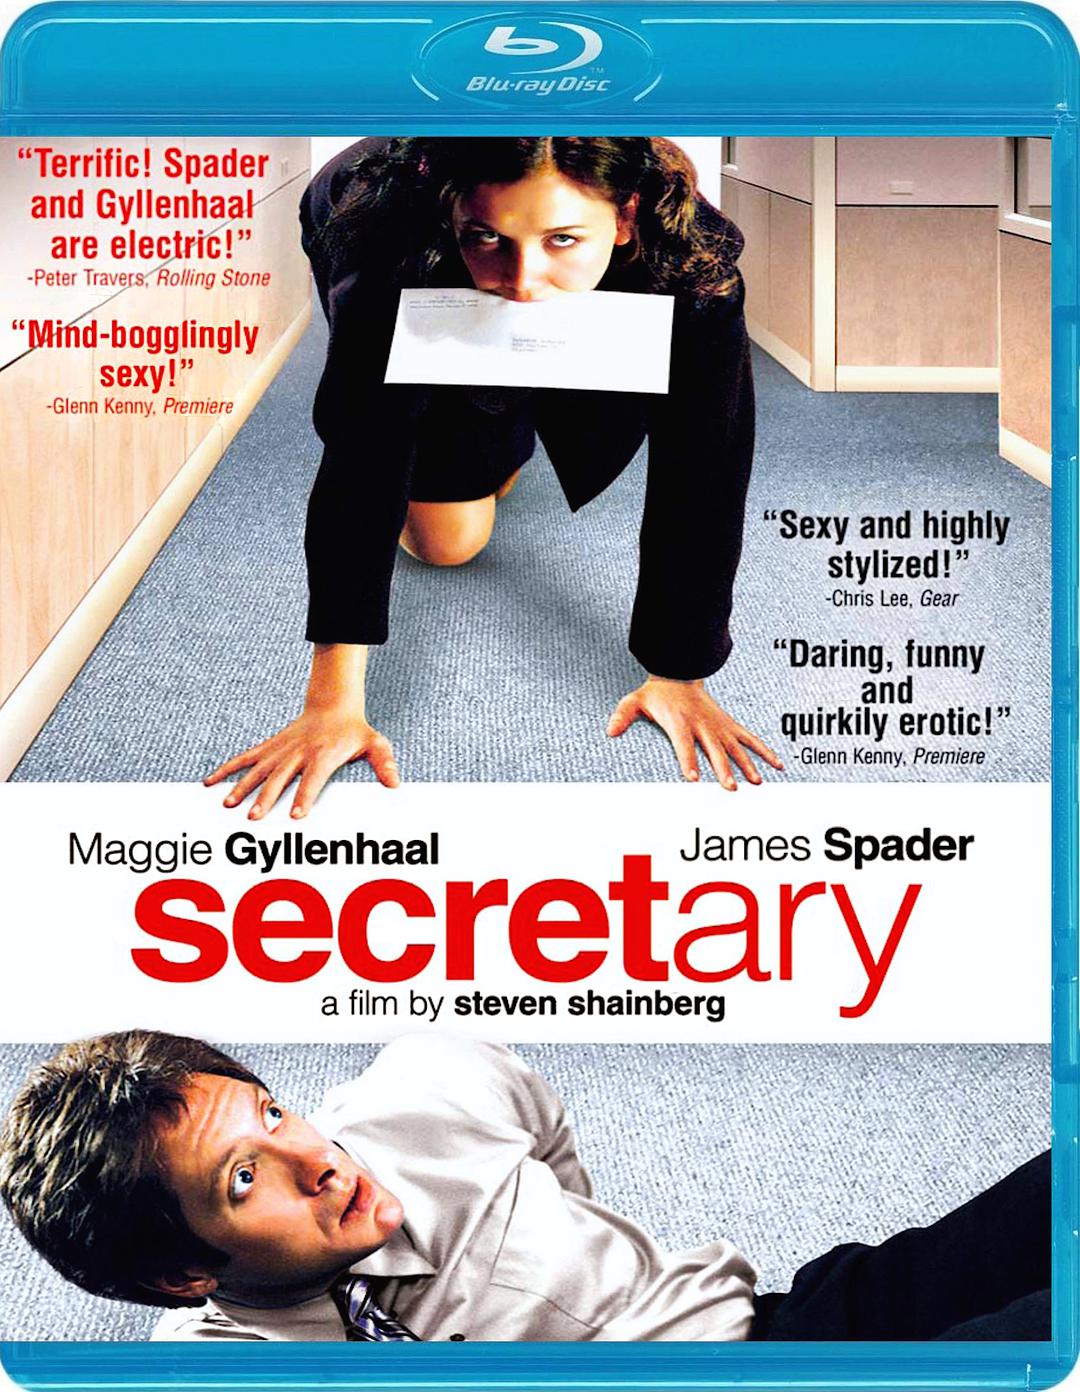 Blu-ray Disc
TM
“Terrific! Spader
and Gyllenhaal
are electric!”
-Peter Travers, Rolling Stone
“Mind-bogglingly
sexy!”
-Glenn Kenny, Premiere
“Sexy and highly
stylized!”
-Chris Lee, Gear
“Daring, funny
and
quirkily erotic!”
-Glenn Kenny, Premiere
Maggie Gyllenhaal
James Spader
secretary
a film by steven shainberg